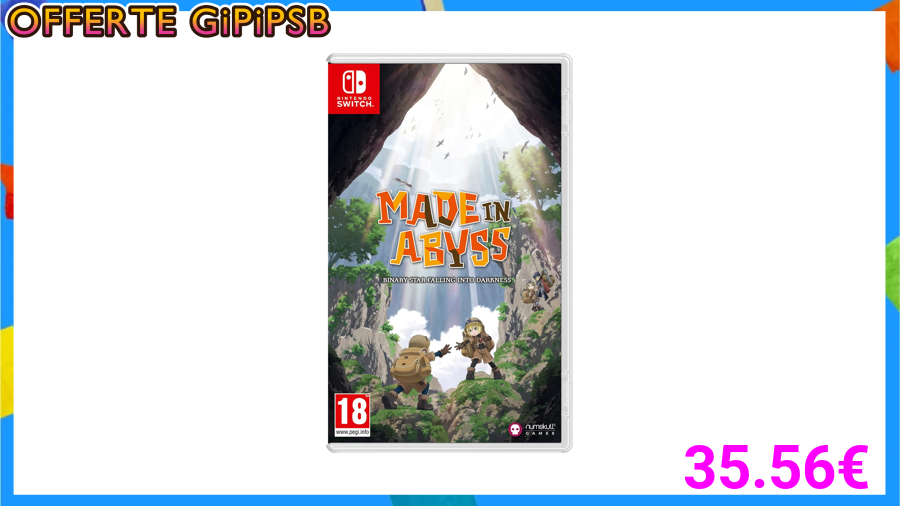 OFFERTE GiPiPSB
NINTENDO
SWITCH.
MADE IN
ABYSS
BINARY STAR FALLING INTO DARKNESS
18
www.pegi.info
numskull
GAMES
35.56€